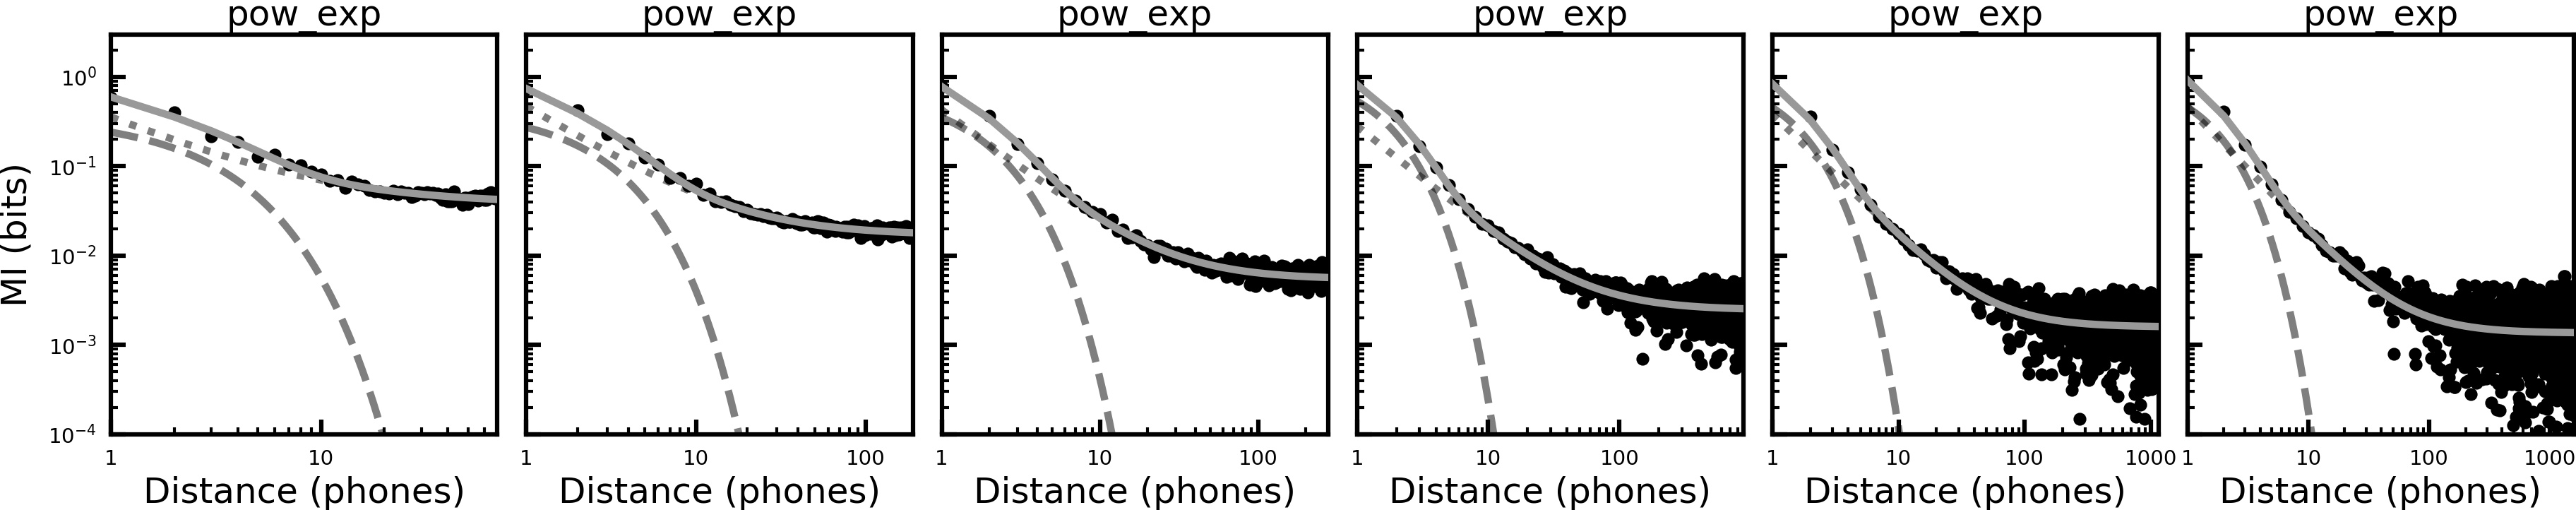 pow_exp pow_exp pow_exp pow_exp pow_exp pow_exp
MI (bits)
10⁰
10⁻¹
10⁻²
10⁻³
10⁻⁴
1 10 1 10 100 1 10 100 1 10 100 1 10 100 1000 1 10 100 1000
Distance (phones) Distance (phones) Distance (phones) Distance (phones) Distance (phones) Distance (phones)